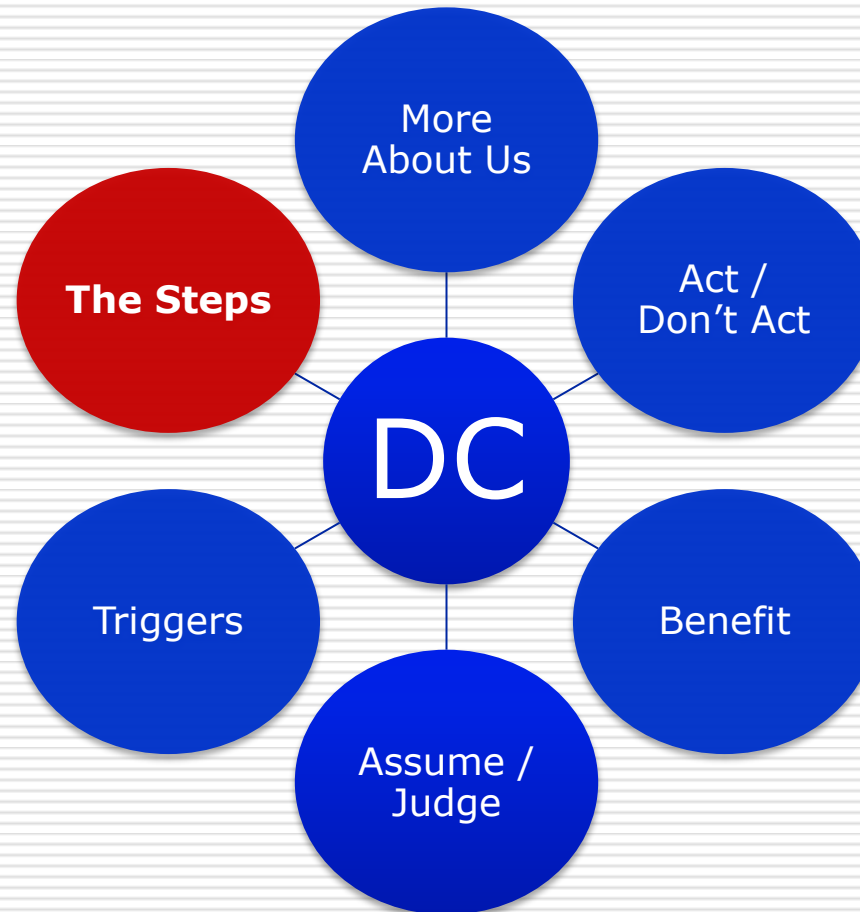 More
About Us
The Steps
Act /
Don’t Act
DC
Triggers
Benefit
Assume /
Judge